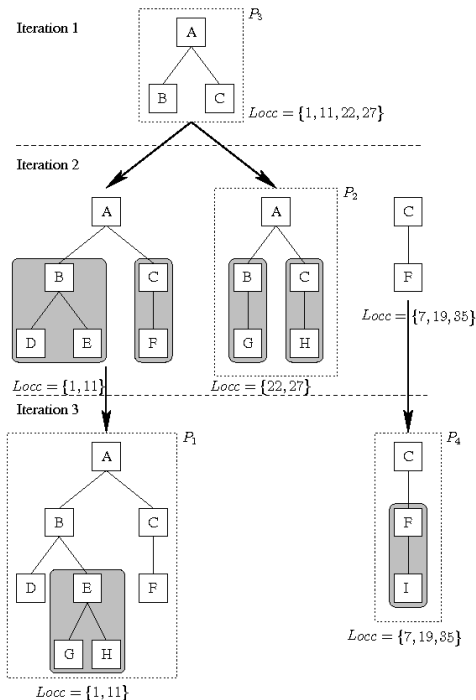 Iteration 1
P₃
A
B C
Locc = {1, 11, 22, 27}
Iteration 2
A
B C
D E F
Locc = {1, 11}
P₂
A
B C
G H
Locc = {22, 27}
C
F
Locc = {7, 19, 35}
Iteration 3
P₁
A
B C
D E F
G H
Locc = {1, 11}
P₄
C
F
I
Locc = {7, 19, 35}